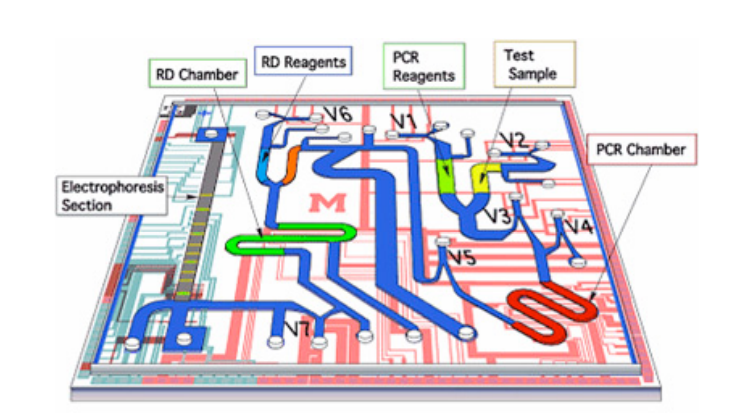 RD Chamber
RD Reagents
PCR
Reagents
Test
Sample
PCR Chamber
Electrophoresis
Section
V6
V1
V2
V3
V4
V5
V7
M